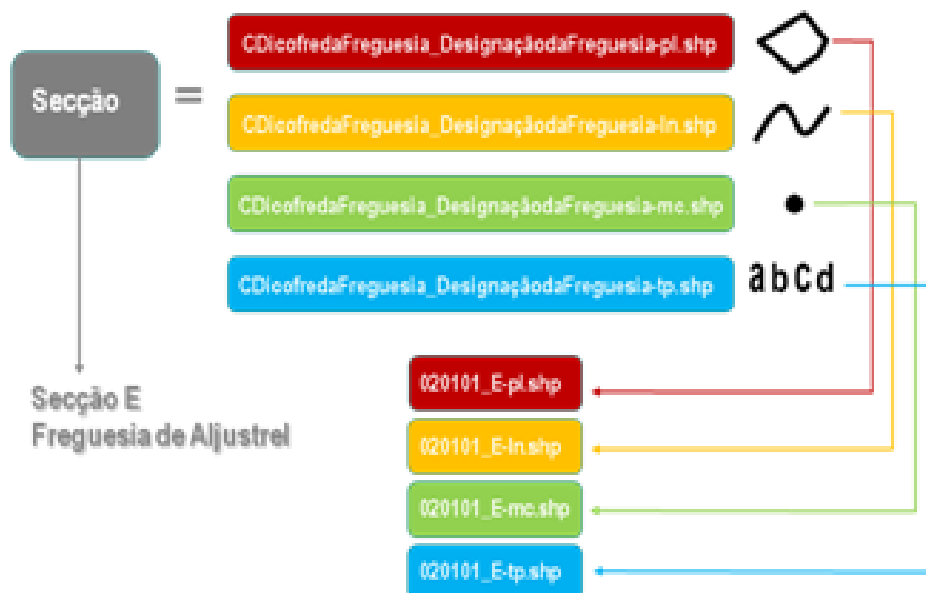 CDicofredaFreguesia_DesignaçãodaFreguesia-pl.shp
Secção =
CDicofredaFreguesia_DesignaçãodaFreguesia-ln.shp
CDicofredaFreguesia_DesignaçãodaFreguesia-mc.shp
CDicofredaFreguesia_DesignaçãodaFreguesia-tp.shp
abCd
Secção E
Freguesia de Aljustrel
020101_E-pl.shp
020101_E-ln.shp
020101_E-mc.shp
020101_E-tp.shp